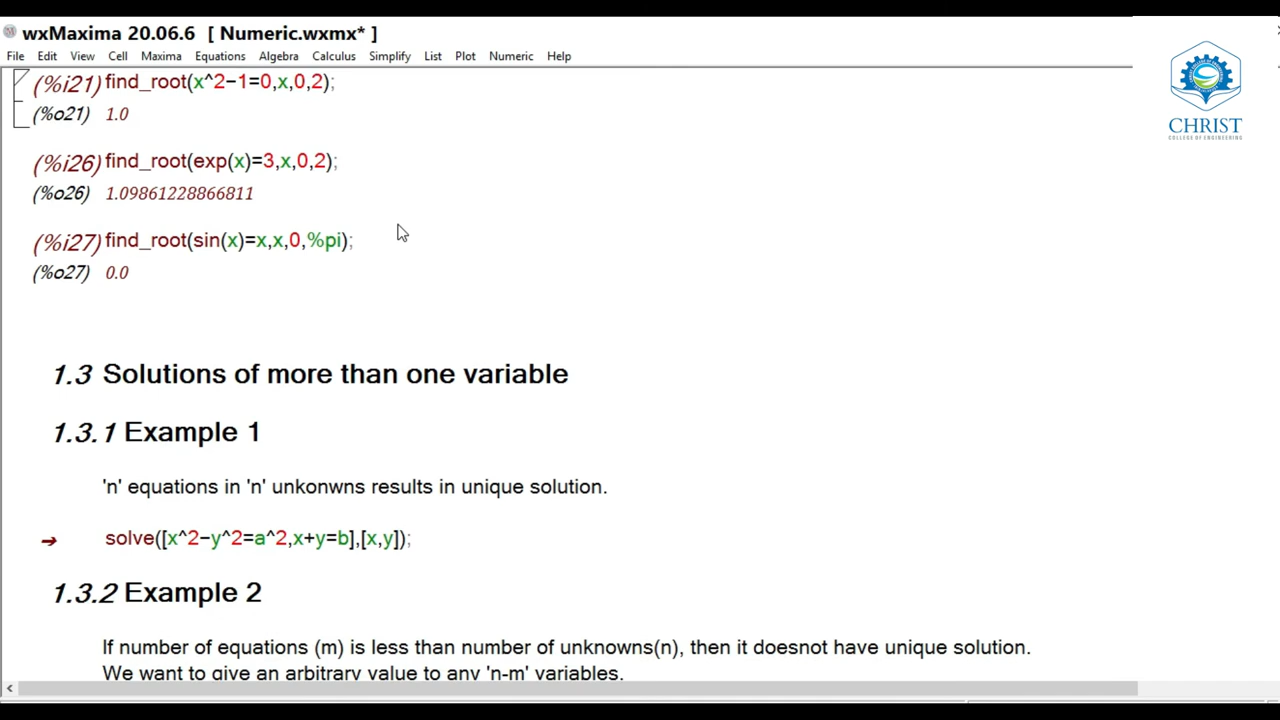 wxMaxima 20.06.6 [ Numeric.wxmx* ]
File Edit View Cell Maxima Equations Algebra Calculus Simplify List Plot Numeric Help
(%i21) find_root(x^2−1=0,x,0,2);
(%o21) 1.0
(%i26) find_root(exp(x)=3,x,0,2);
(%o26) 1.09861228866811
(%i27) find_root(sin(x)=x,x,0,%pi);
(%o27) 0.0
1.3 Solutions of more than one variable
1.3.1 Example 1
'n' equations in 'n' unkonwns results in unique solution.
solve([x^2−y^2=a^2,x+y=b],[x,y]);
1.3.2 Example 2
If number of equations (m) is less than number of unknowns(n), then it doesnot have unique solution.
We want to give an arbitrary value to any 'n-m' variables.
CHRIST
COLLEGE OF ENGINEERING